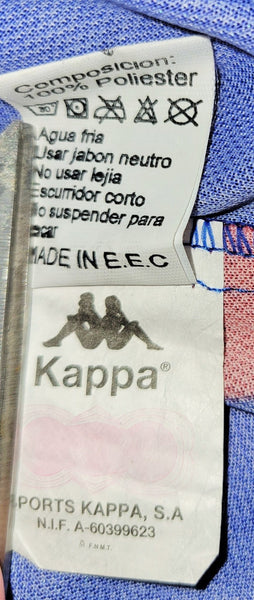 Composicion:
100% Poliester
Agua fria
Usar jabon neutro
No usar lejia
Escurridor corto
No suspender para
secar
MADE IN E.E.C
Kappa®
SPORTS KAPPA, S.A
N.I.F. A-60399623
F.N.M.T.